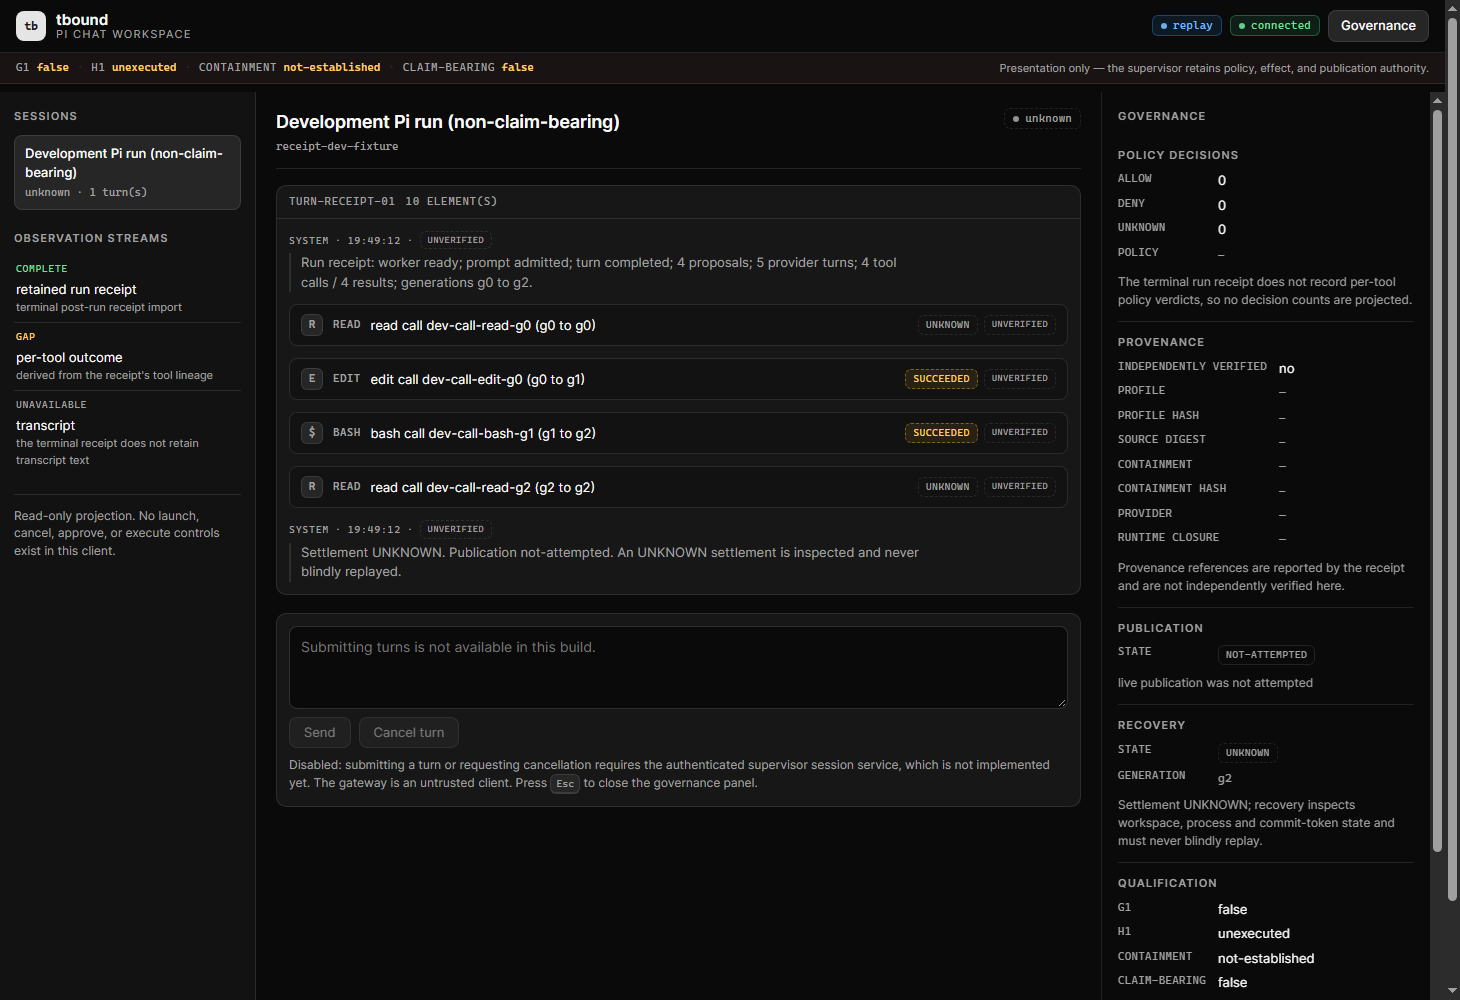 tb
tbound
PI CHAT WORKSPACE
replay
connected
Governance
G1 false · H1 unexecuted · CONTAINMENT not-established · CLAIM-BEARING false
Presentation only — the supervisor retains policy, effect, and publication authority.
SESSIONS
Development Pi run (non-claim-
bearing)
unknown · 1 turn(s)
OBSERVATION STREAMS
COMPLETE
retained run receipt
terminal post-run receipt import
GAP
per-tool outcome
derived from the receipt's tool lineage
UNAVAILABLE
transcript
the terminal receipt does not retain
transcript text
Read-only projection. No launch,
cancel, approve, or execute controls
exist in this client.
Development Pi run (non-claim-bearing)
unknown
receipt-dev-fixture
TURN-RECEIPT-01 10 ELEMENT(S)
SYSTEM · 19:49:12 · UNVERIFIED
Run receipt: worker ready; prompt admitted; turn completed; 4 proposals; 5 provider turns; 4 tool
calls / 4 results; generations g0 to g2.
R READ read call dev-call-read-g0 (g0 to g0) UNKNOWN UNVERIFIED
E EDIT edit call dev-call-edit-g0 (g0 to g1) SUCCEEDED UNVERIFIED
$ BASH bash call dev-call-bash-g1 (g1 to g2) SUCCEEDED UNVERIFIED
R READ read call dev-call-read-g2 (g2 to g2) UNKNOWN UNVERIFIED
SYSTEM · 19:49:12 · UNVERIFIED
Settlement UNKNOWN. Publication not-attempted. An UNKNOWN settlement is inspected and never
blindly replayed.
Submitting turns is not available in this build.
Send
Cancel turn
Disabled: submitting a turn or requesting cancellation requires the authenticated supervisor session service, which is not implemented
yet. The gateway is an untrusted client. Press Esc to close the governance panel.
GOVERNANCE
POLICY DECISIONS
ALLOW 0
DENY 0
UNKNOWN 0
POLICY –
The terminal run receipt does not record per-tool
policy verdicts, so no decision counts are projected.
PROVENANCE
INDEPENDENTLY VERIFIED no
PROFILE –
PROFILE HASH –
SOURCE DIGEST –
CONTAINMENT –
CONTAINMENT HASH –
PROVIDER –
RUNTIME CLOSURE –
Provenance references are reported by the receipt
and are not independently verified here.
PUBLICATION
STATE NOT-ATTEMPTED
live publication was not attempted
RECOVERY
STATE UNKNOWN
GENERATION g2
Settlement UNKNOWN; recovery inspects
workspace, process and commit-token state and
must never blindly replay.
QUALIFICATION
G1 false
H1 unexecuted
CONTAINMENT not-established
CLAIM-BEARING false